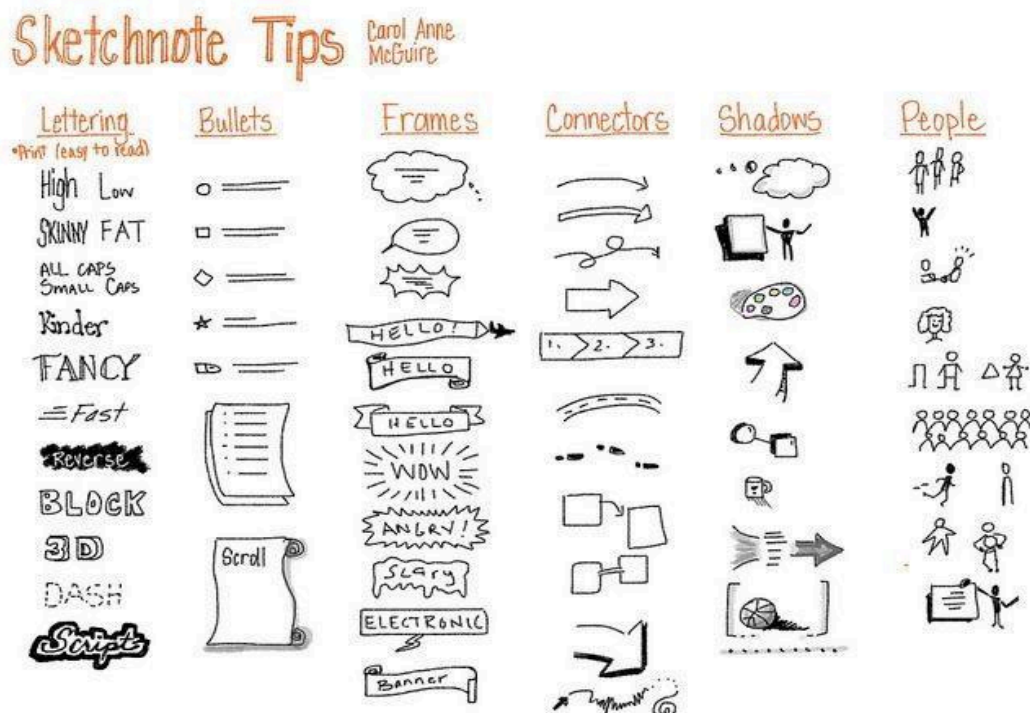 Sketchnote Tips
Carol Anne
McGuire
Lettering
•Print (easy to read)
High Low
SKINNY FAT
ALL CAPS
SMALL CAPS
Kinder
FANCY
Fast
Reverse
BLOCK
3D
DASH
Script
Bullets
Scroll
Frames
HELLO!
HELLO
HELLO
WOW
ANGRY!
SCARY
ELECTRONIC
Banner
Connectors
1. 2. 3.
Shadows
People